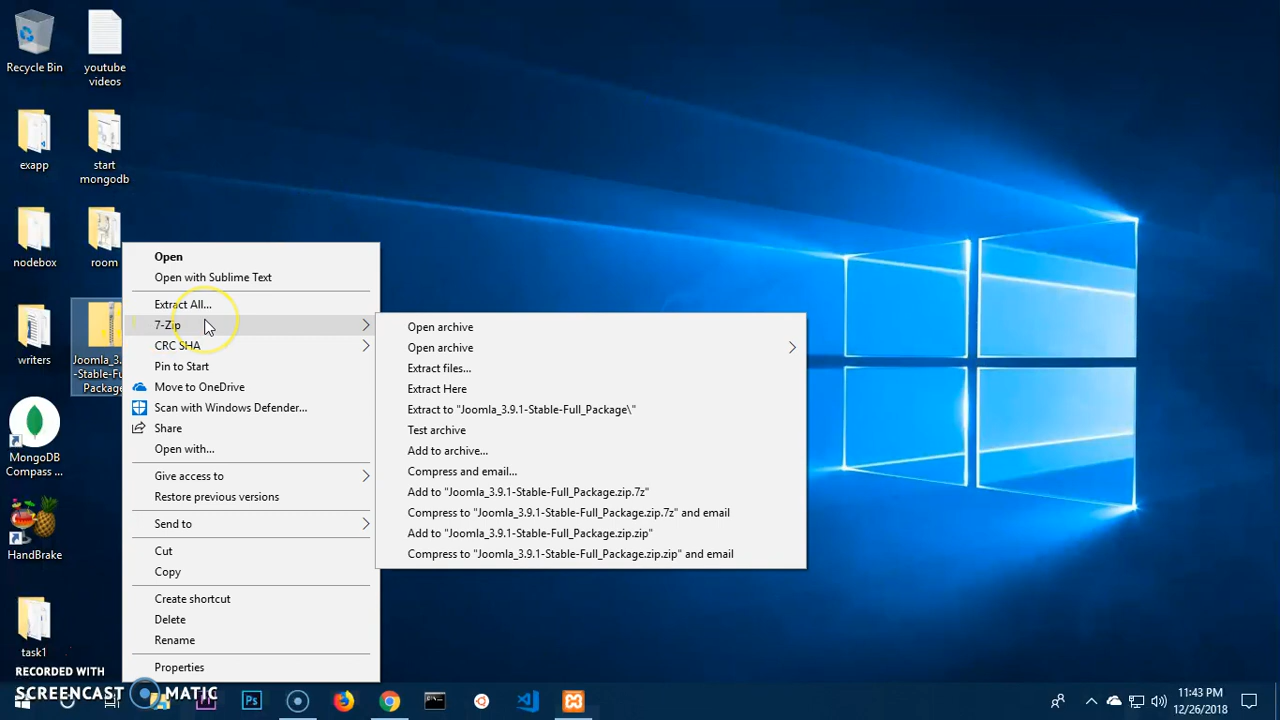 Recycle Bin
youtube
videos
exapp
start
mongodb
nodebox
room
writers
Joomla_3.9.1
-Stable-Full_
Package
MongoDB
Compass ...
HandBrake
task1
Open
Open with Sublime Text
Extract All...
7-Zip
CRC SHA
Pin to Start
Move to OneDrive
Scan with Windows Defender...
Share
Open with...
Give access to
Restore previous versions
Send to
Cut
Copy
Create shortcut
Delete
Rename
Properties
Open archive
Open archive
Extract files...
Extract Here
Extract to "Joomla_3.9.1-Stable-Full_Package\"
Test archive
Add to archive...
Compress and email...
Add to "Joomla_3.9.1-Stable-Full_Package.zip.7z"
Compress to "Joomla_3.9.1-Stable-Full_Package.zip.7z" and email
Add to "Joomla_3.9.1-Stable-Full_Package.zip.zip"
Compress to "Joomla_3.9.1-Stable-Full_Package.zip.zip" and email
RECORDED WITH
SCREENCAST MATIC
Ps
11:43 PM
12/26/2018